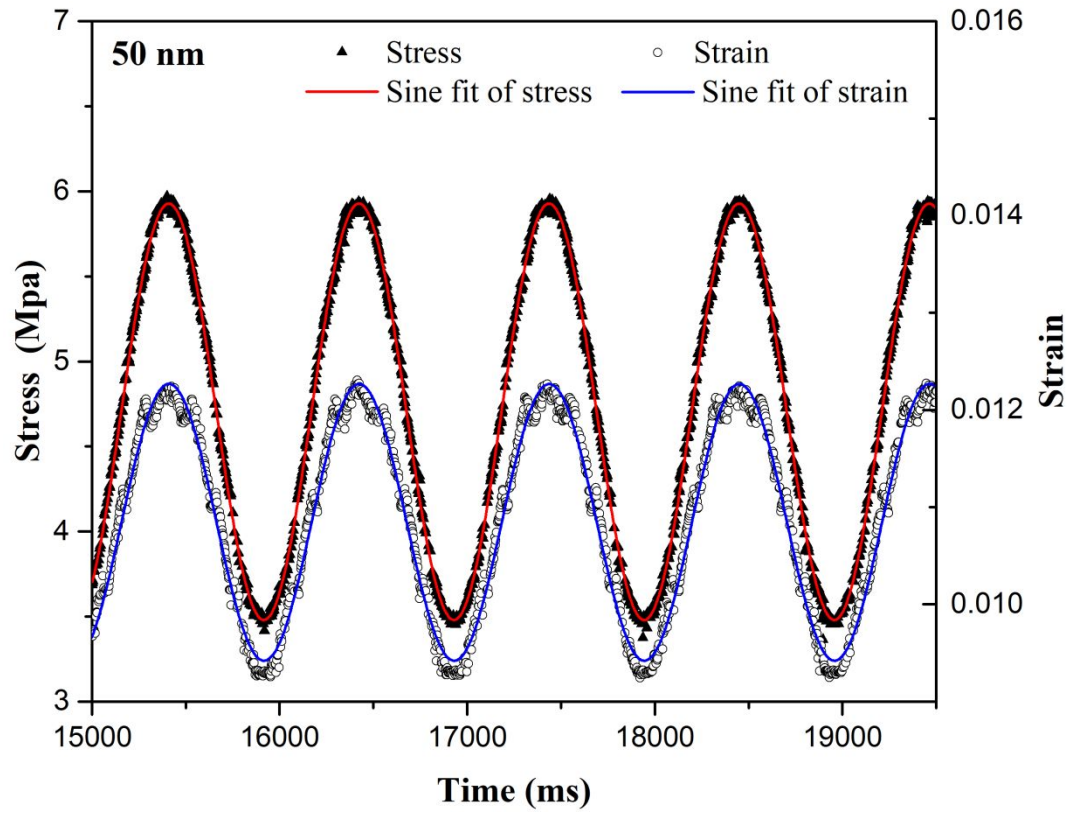 50 nm
Stress
Strain
Sine fit of stress
Sine fit of strain
7
6
5
4
3
Stress (Mpa)
0.016
0.014
0.012
0.010
Strain
15000 16000 17000 18000 19000
Time (ms)